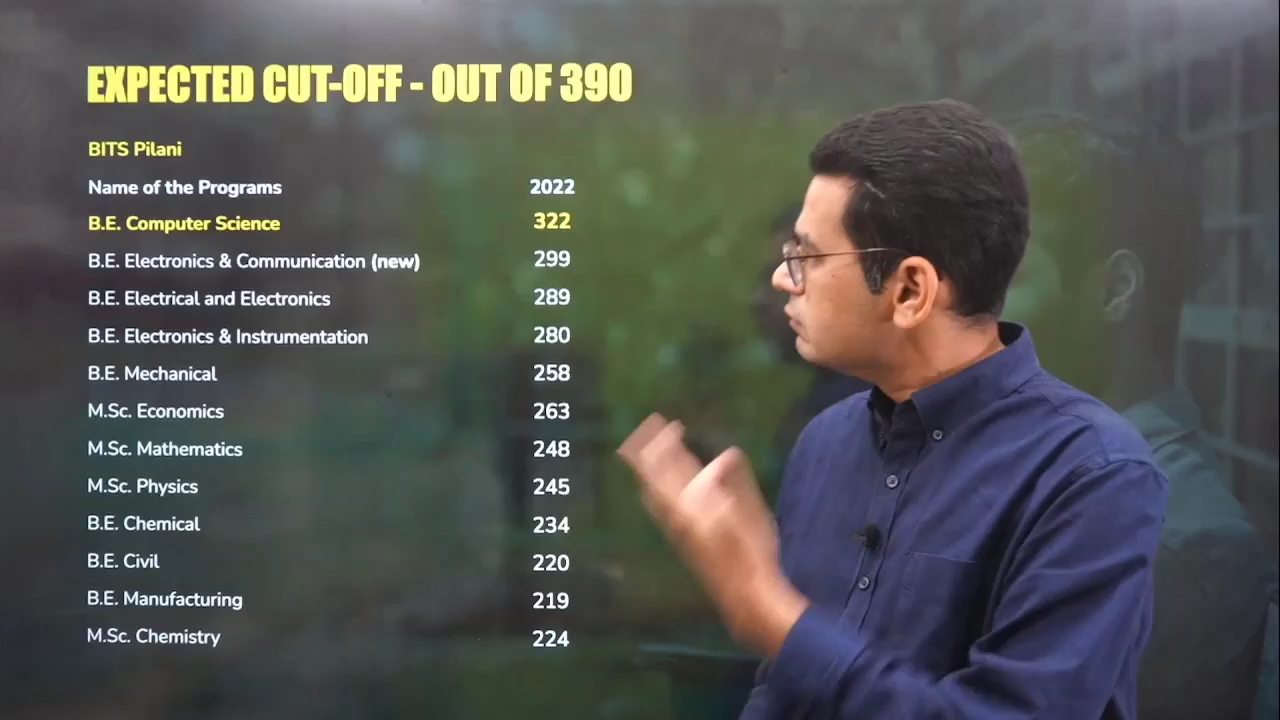 EXPECTED CUT-OFF - OUT OF 390
BITS Pilani
Name of the Programs 2022
B.E. Computer Science 322
B.E. Electronics & Communication (new) 299
B.E. Electrical and Electronics 289
B.E. Electronics & Instrumentation 280
B.E. Mechanical 258
M.Sc. Economics 263
M.Sc. Mathematics 248
M.Sc. Physics 245
B.E. Chemical 234
B.E. Civil 220
B.E. Manufacturing 219
M.Sc. Chemistry 224